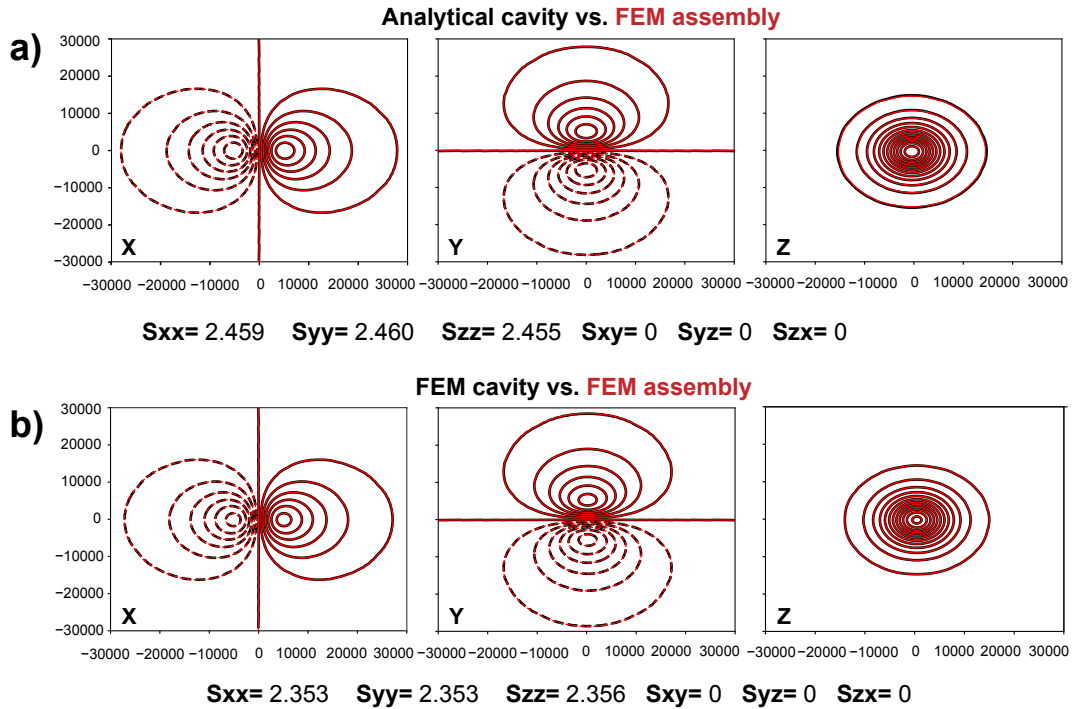 Analytical cavity vs. FEM assembly
a)
30000
20000
10000
0
−10000
−20000
−30000
X
Y
Z
−30000 −20000 −10000 0 10000 20000 30000
−30000 −20000 −10000 0 10000 20000 30000
−30000 −20000 −10000 0 10000 20000 30000
Sxx= 2.459 Syy= 2.460 Szz= 2.455 Sxy= 0 Syz= 0 Szx= 0
FEM cavity vs. FEM assembly
b)
30000
20000
10000
0
−10000
−20000
−30000
X
Y
Z
−30000 −20000 −10000 0 10000 20000 30000
−30000 −20000 −10000 0 10000 20000 30000
−30000 −20000 −10000 0 10000 20000 30000
Sxx= 2.353 Syy= 2.353 Szz= 2.356 Sxy= 0 Syz= 0 Szx= 0